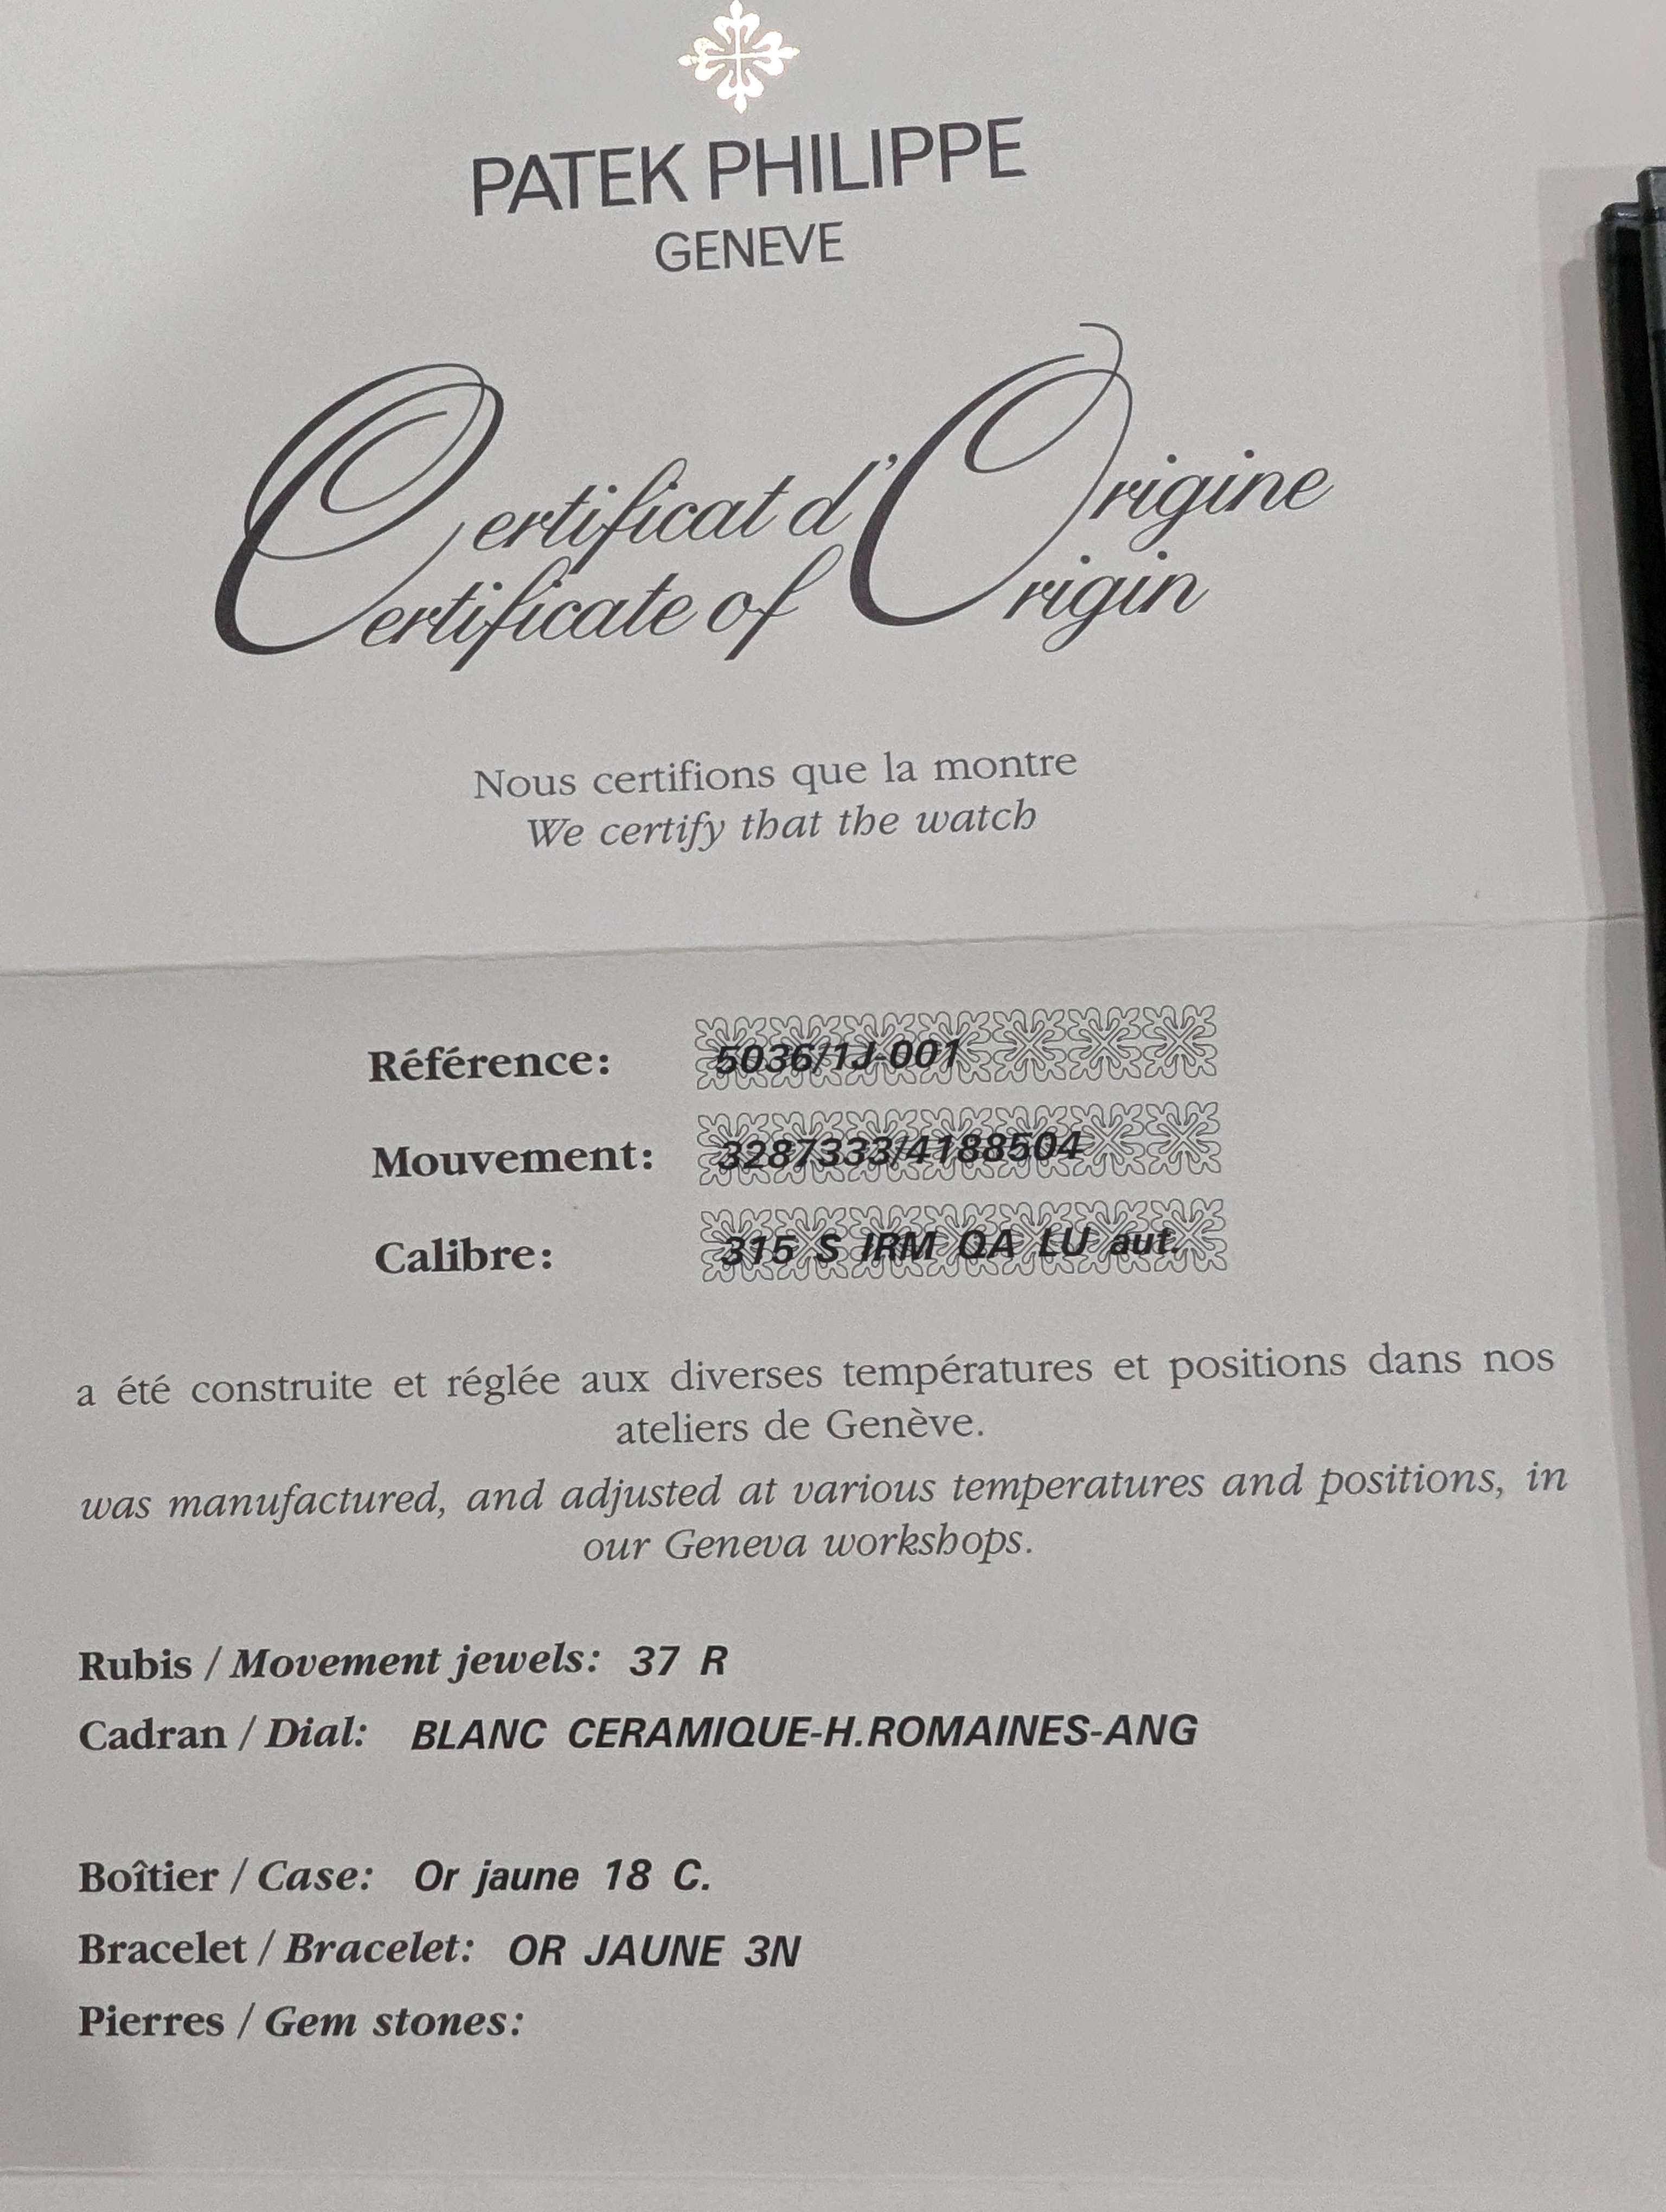 PATEK PHILIPPE
GENEVE
Certificat d'Origine
Certificate of Origin
Nous certifions que la montre
We certify that the watch
Référence: 5036/1J-001
Mouvement: 3287333/4188504
Calibre: 315 S IRM QA LU aut.
a été construite et réglée aux diverses températures et positions dans nos
ateliers de Genève.
was manufactured, and adjusted at various temperatures and positions, in
our Geneva workshops.
Rubis / Movement jewels: 37 R
Cadran / Dial: BLANC CERAMIQUE-H.ROMAINES-ANG
Boîtier / Case: Or jaune 18 C.
Bracelet / Bracelet: OR JAUNE 3N
Pierres / Gem stones: